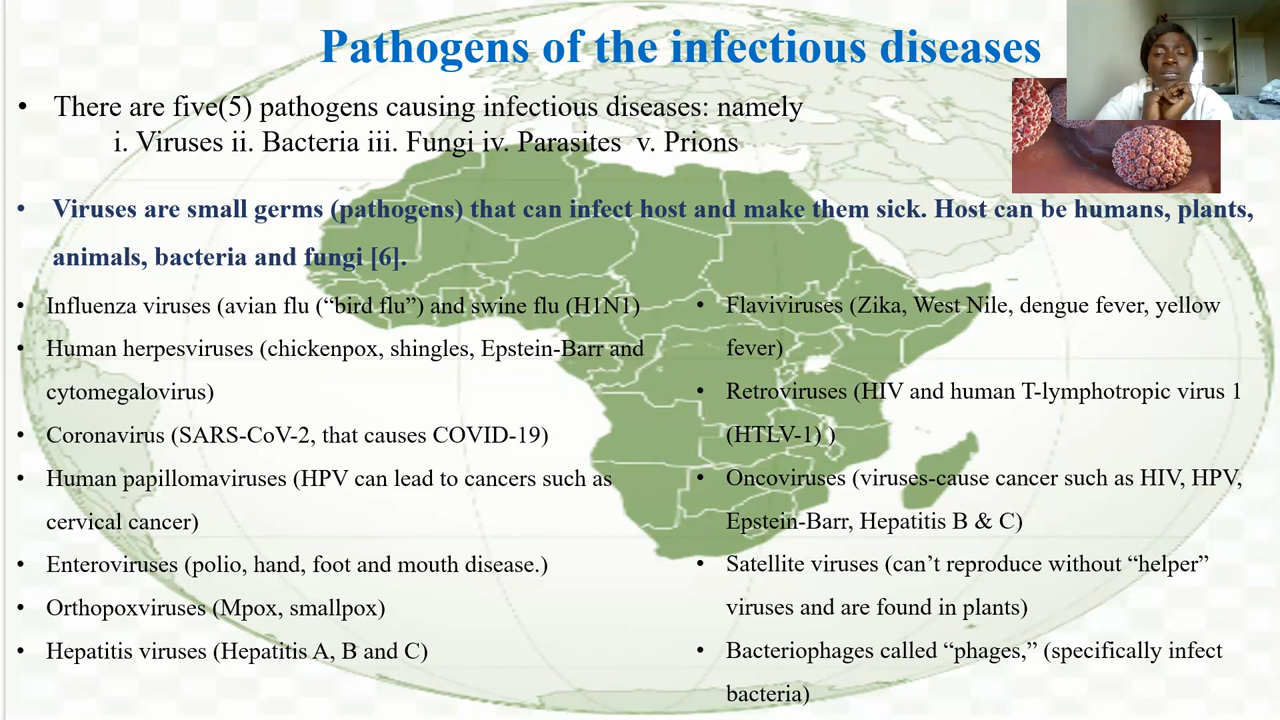 Pathogens of the infectious diseases
• There are five(5) pathogens causing infectious diseases: namely
i. Viruses ii. Bacteria iii. Fungi iv. Parasites v. Prions
• Viruses are small germs (pathogens) that can infect host and make them sick. Host can be humans, plants,
animals, bacteria and fungi [6].
• Influenza viruses (avian flu (“bird flu”) and swine flu (H1N1)
• Human herpesviruses (chickenpox, shingles, Epstein-Barr and
cytomegalovirus)
• Coronavirus (SARS-CoV-2, that causes COVID-19)
• Human papillomaviruses (HPV can lead to cancers such as
cervical cancer)
• Enteroviruses (polio, hand, foot and mouth disease.)
• Orthopoxviruses (Mpox, smallpox)
• Hepatitis viruses (Hepatitis A, B and C)
• Flaviviruses (Zika, West Nile, dengue fever, yellow
fever)
• Retroviruses (HIV and human T-lymphotropic virus 1
(HTLV-1) )
• Oncoviruses (viruses-cause cancer such as HIV, HPV,
Epstein-Barr, Hepatitis B & C)
• Satellite viruses (can’t reproduce without “helper”
viruses and are found in plants)
• Bacteriophages called “phages,” (specifically infect
bacteria)